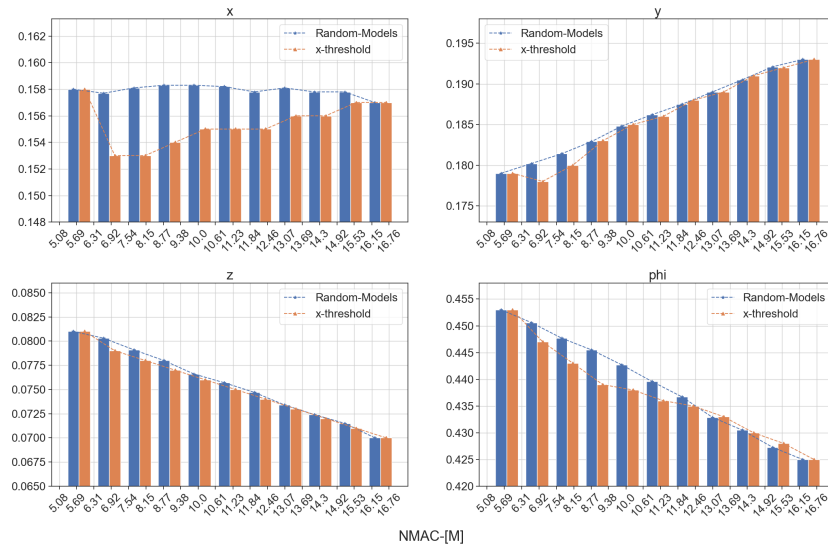 x
0.162
0.160
0.158
0.156
0.154
0.152
0.150
0.148
Random-Models
x-threshold
5.08 5.69 6.31 6.92 7.54 8.15 8.77 9.38 10.0 10.61 11.23 11.84 12.46 13.07 13.69 14.3 14.92 15.53 16.15 16.76
y
0.195
0.190
0.185
0.180
0.175
Random-Models
x-threshold
5.08 5.69 6.31 6.92 7.54 8.15 8.77 9.38 10.0 10.61 11.23 11.84 12.46 13.07 13.69 14.3 14.92 15.53 16.15 16.76
z
0.0850
0.0825
0.0800
0.0775
0.0750
0.0725
0.0700
0.0675
0.0650
Random-Models
x-threshold
5.08 5.69 6.31 6.92 7.54 8.15 8.77 9.38 10.0 10.61 11.23 11.84 12.46 13.07 13.69 14.3 14.92 15.53 16.15 16.76
phi
0.455
0.450
0.445
0.440
0.435
0.430
0.425
0.420
Random-Models
x-threshold
5.08 5.69 6.31 6.92 7.54 8.15 8.77 9.38 10.0 10.61 11.23 11.84 12.46 13.07 13.69 14.3 14.92 15.53 16.15 16.76
NMAC-[M]